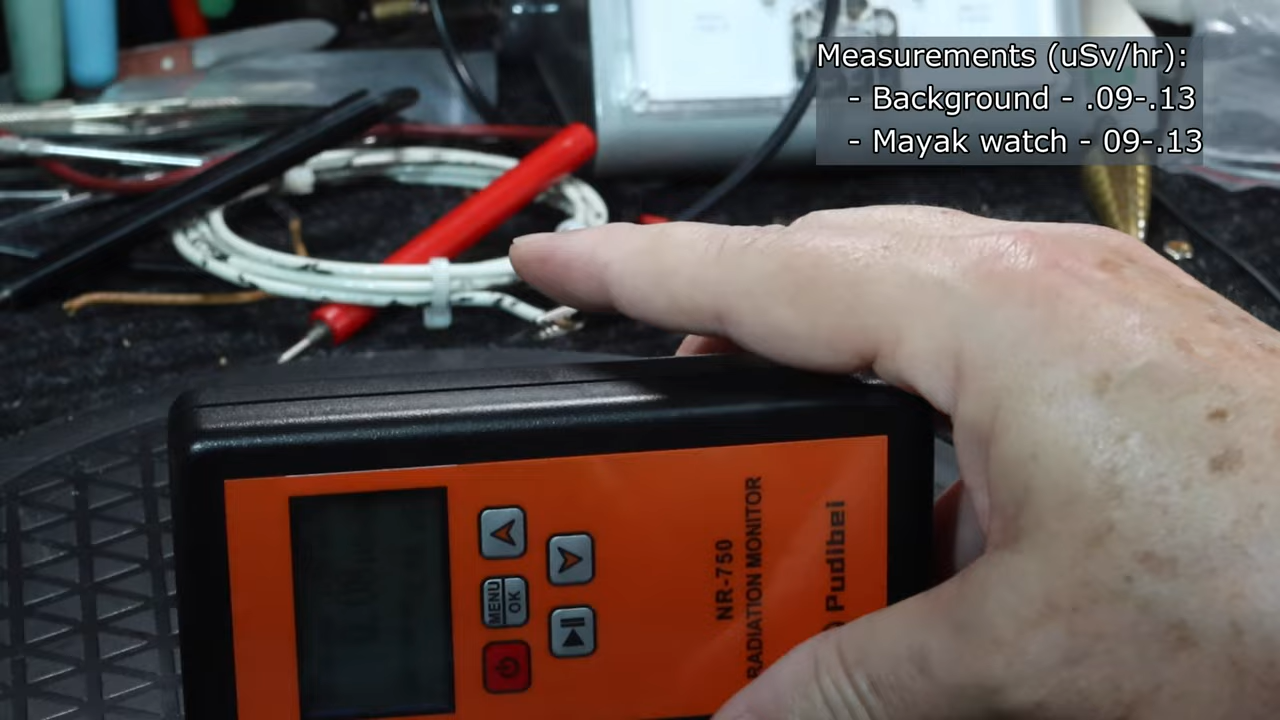 Measurements (uSv/hr):
- Background - .09-.13
- Mayak watch - 09-.13
MENU
OK
NR-750
RADIATION MONITOR
Pudibei